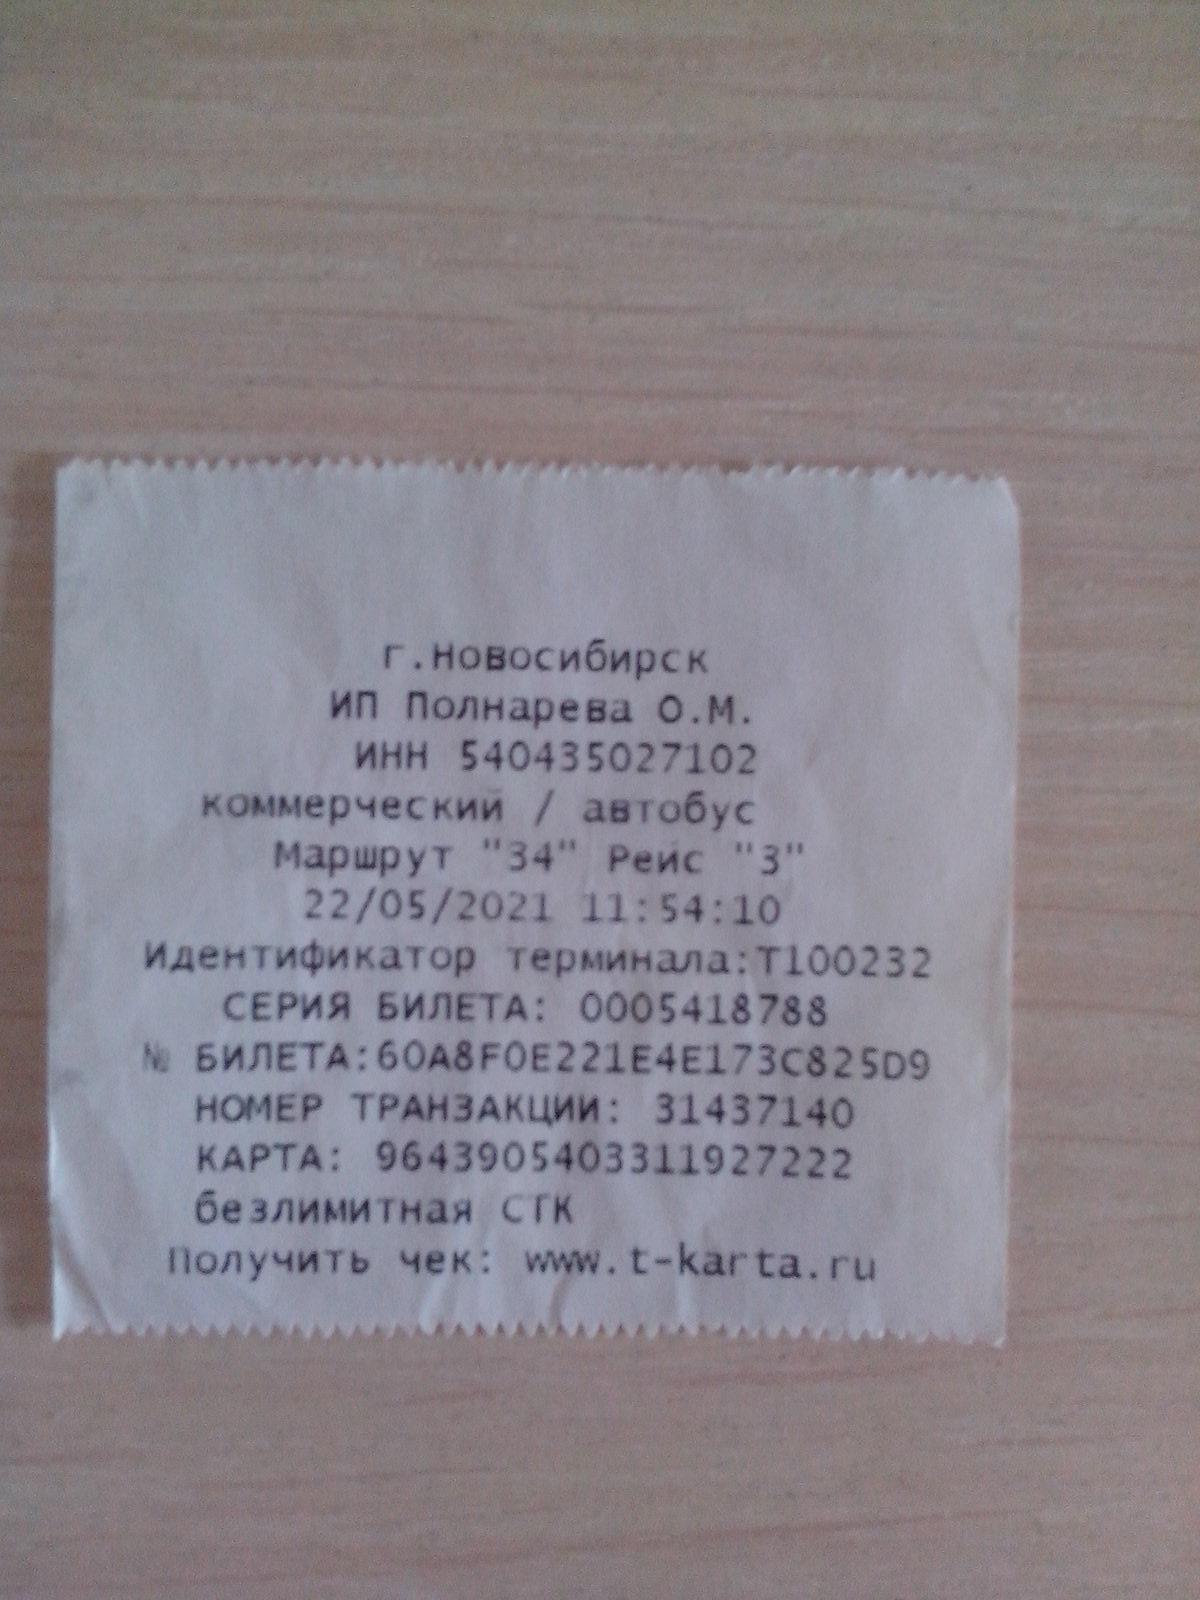 г.Новосибирск
ИП Полнарева О.М.
ИНН 540435027102
коммерческий / автобус
Маршрут "34" Рейс "3"
22/05/2021 11:54:10
Идентификатор терминала:T100232
СЕРИЯ БИЛЕТА: 0005418788
№ БИЛЕТА:60A8F0E221E4E173C825D9
НОМЕР ТРАНЗАКЦИИ: 31437140
КАРТА: 9643905403311927222
безлимитная СТК
Получить чек: www.t-karta.ru